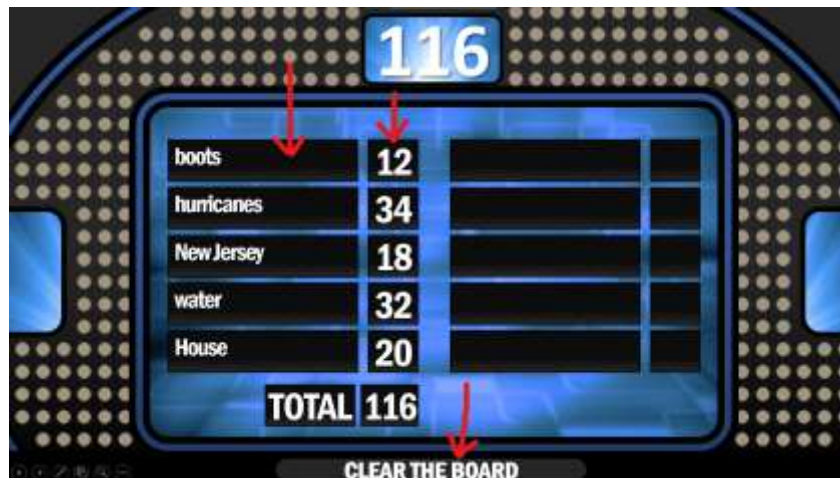 116
boots 12
hurricanes 34
New Jersey 18
water 32
House 20
TOTAL 116
CLEAR THE BOARD